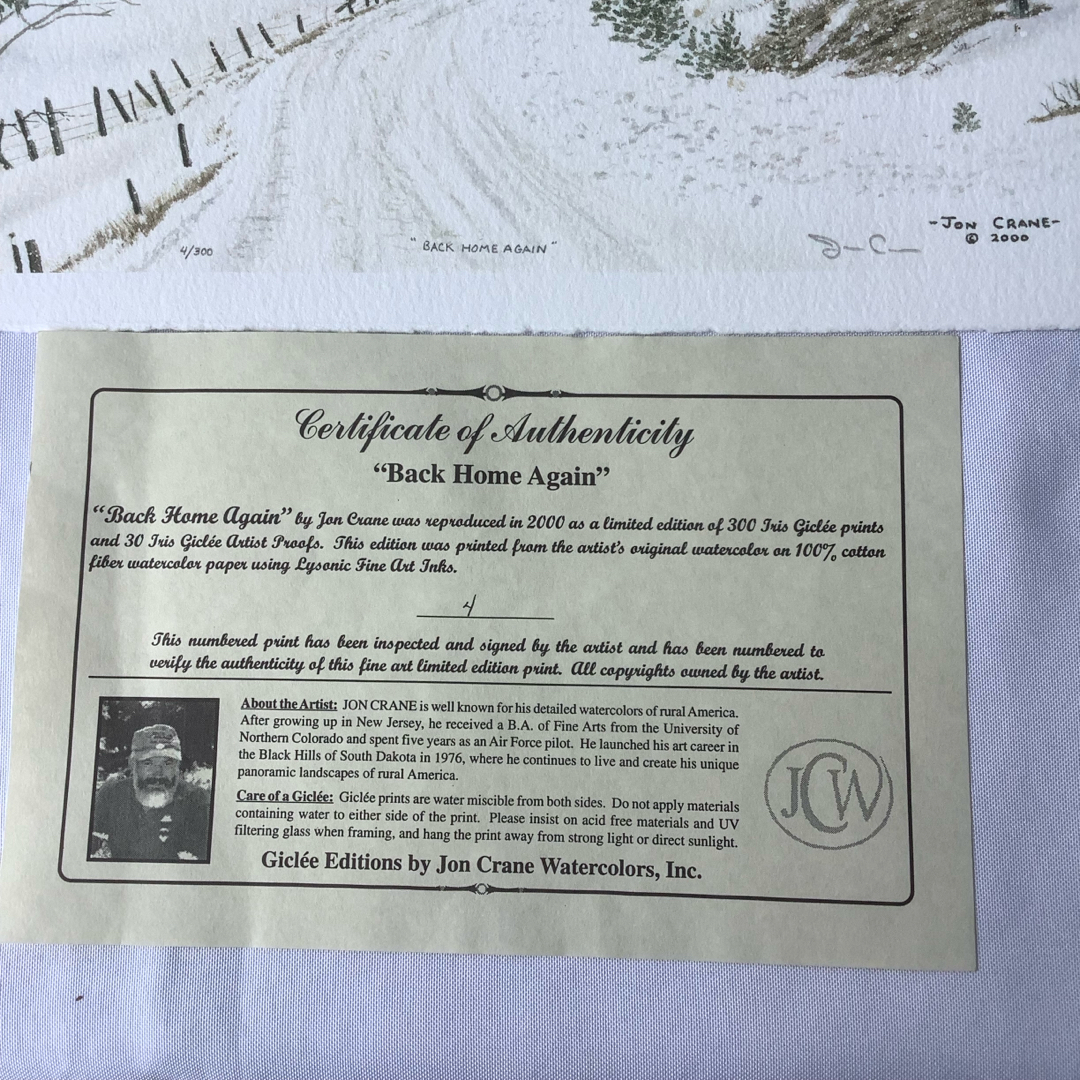 4/300
"BACK HOME AGAIN"
-JON CRANE-
© 2000
Certificate of Authenticity
“Back Home Again”
“Back Home Again” by Jon Crane was reproduced in 2000 as a limited edition of 300 Iris Giclée prints
and 30 Iris Giclée Artist Proofs. This edition was printed from the artist's original watercolor on 100% cotton
fiber watercolor paper using Lysonic Fine Art Inks.
4
This numbered print has been inspected and signed by the artist and has been numbered to
verify the authenticity of this fine art limited edition print. All copyrights owned by the artist.
About the Artist: JON CRANE is well known for his detailed watercolors of rural America.
After growing up in New Jersey, he received a B.A. of Fine Arts from the University of
Northern Colorado and spent five years as an Air Force pilot. He launched his art career in
the Black Hills of South Dakota in 1976, where he continues to live and create his unique
panoramic landscapes of rural America.
Care of a Giclée: Giclée prints are water miscible from both sides. Do not apply materials
containing water to either side of the print. Please insist on acid free materials and UV
filtering glass when framing, and hang the print away from strong light or direct sunlight.
JCW
Giclée Editions by Jon Crane Watercolors, Inc.